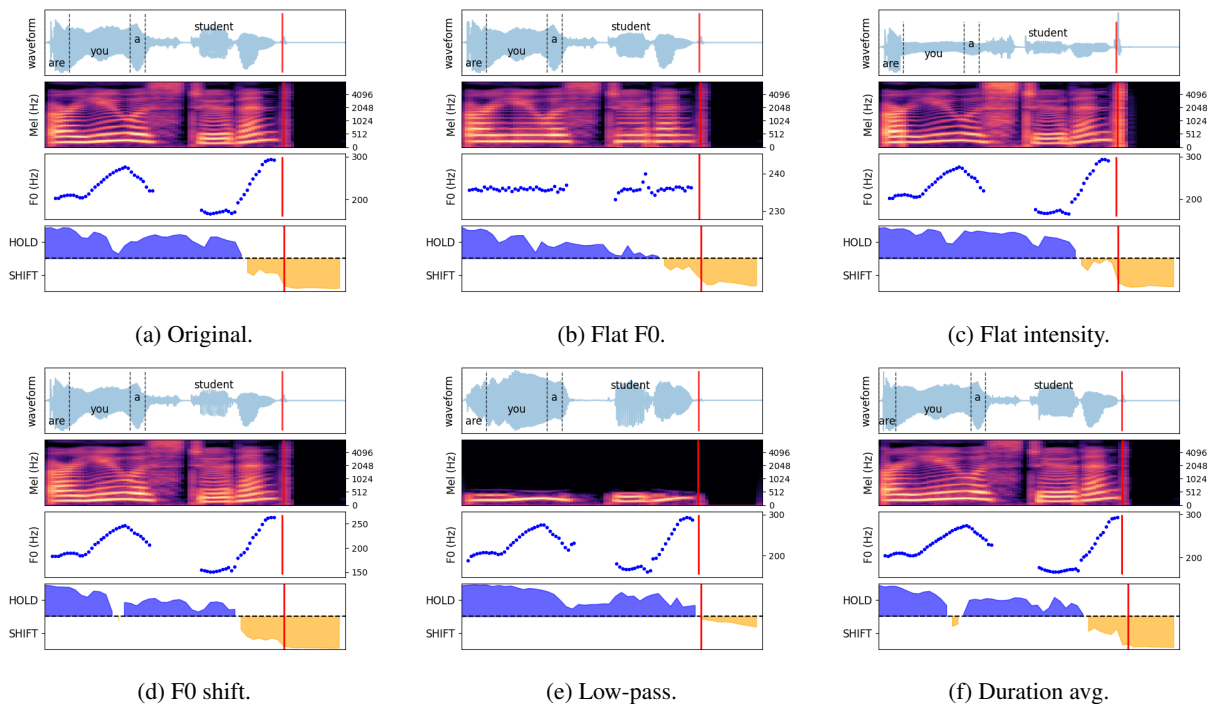 waveform
are
you
a
student
Mel (Hz)
4096
2048
1024
512
0
F0 (Hz)
300
200
HOLD
SHIFT
(a) Original.
waveform
are
you
a
student
Mel (Hz)
4096
2048
1024
512
0
F0 (Hz)
240
230
HOLD
SHIFT
(b) Flat F0.
waveform
are
you
a
student
Mel (Hz)
4096
2048
1024
512
0
F0 (Hz)
300
200
HOLD
SHIFT
(c) Flat intensity.
waveform
are
you
a
student
Mel (Hz)
4096
2048
1024
512
0
F0 (Hz)
250
200
150
HOLD
SHIFT
(d) F0 shift.
waveform
are
you
a
student
Mel (Hz)
4096
2048
1024
512
0
F0 (Hz)
300
200
HOLD
SHIFT
(e) Low-pass.
waveform
are
you
a
student
Mel (Hz)
4096
2048
1024
512
0
F0 (Hz)
300
200
HOLD
SHIFT
(f) Duration avg.